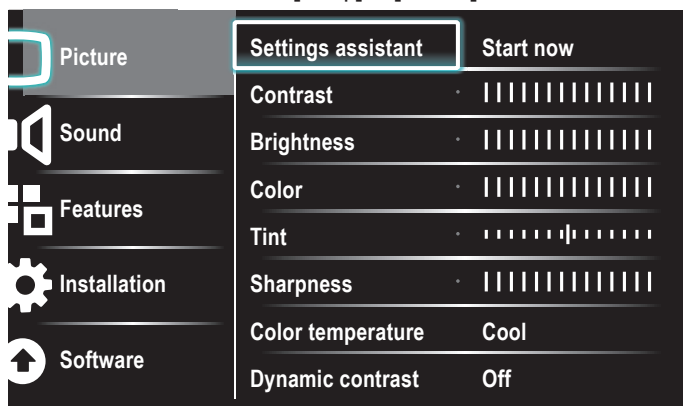 Picture
Sound
Features
Installation
Software
Settings assistant Start now
Contrast
Brightness
Color
Tint
Sharpness
Color temperature Cool
Dynamic contrast Off